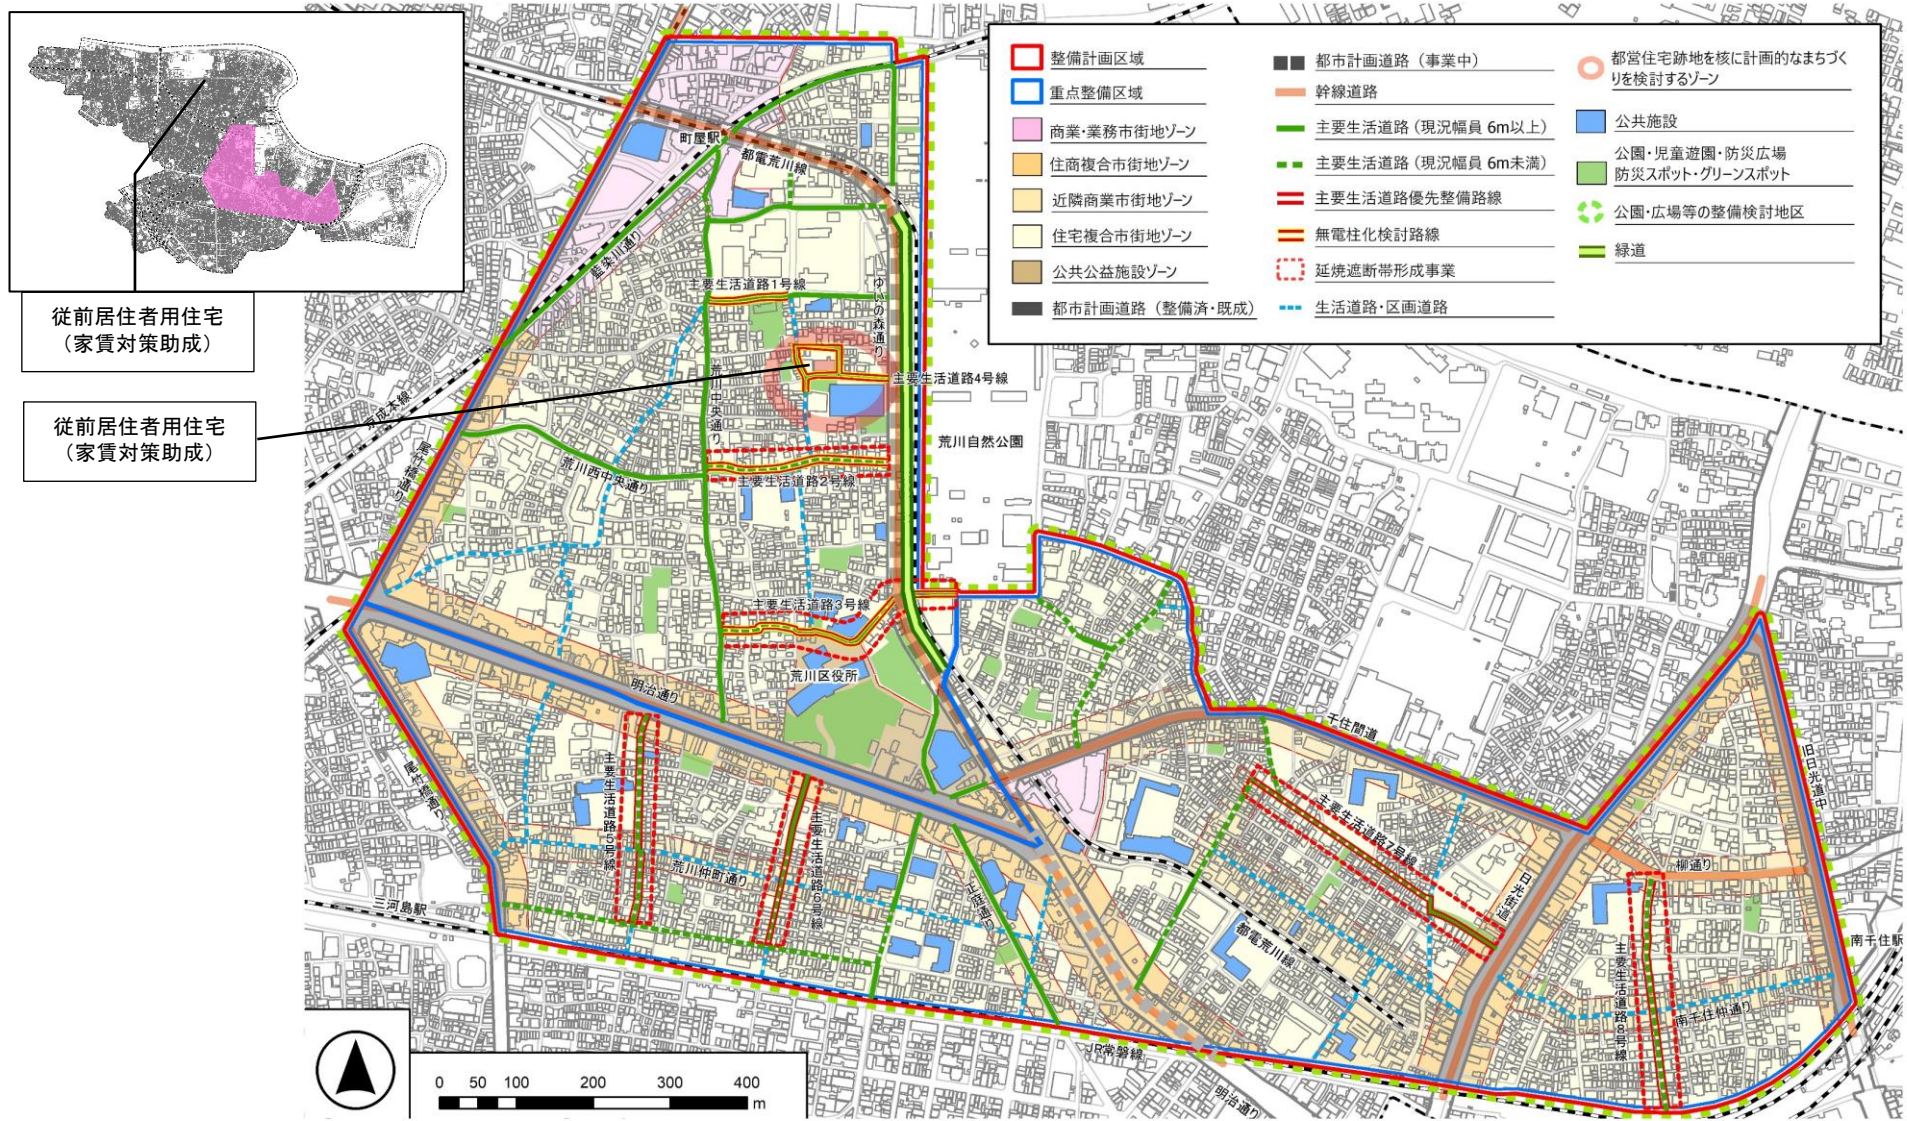 従前居住者用住宅
（家賃対策助成）
従前居住者用住宅
（家賃対策助成）
整備計画区域
重点整備区域
商業・業務市街地ゾーン
住商複合市街地ゾーン
近隣商業市街地ゾーン
住宅複合市街地ゾーン
公共公益施設ゾーン
都市計画道路（整備済・既成）
都市計画道路（事業中）
幹線道路
主要生活道路（現況幅員 6m以上）
主要生活道路（現況幅員 6m未満）
主要生活道路優先整備路線
無電柱化検討路線
延焼遮断帯形成事業
生活道路・区画道路
都営住宅跡地を核に計画的なまちづく
りを検討するゾーン
公共施設
公園・児童遊園・防災広場
防災スポット・グリーンスポット
公園・広場等の整備検討地区
緑道
町屋駅
都電荒川線
藍染川通り
主要生活道路1号線
ゆいの森通り
荒川中央通り
主要生活道路4号線
京成本線
尾竹橋通り
荒川自然公園
荒川西中央通り
主要生活道路2号線
主要生活道路3号線
荒川区役所
明治通り
千住間道
旧日光道中
尾竹橋通り
主要生活道路5号線
主要生活道路6号線
荒川仲町通り
正庭通り
主要生活道路7号線
日光街道
柳通り
三河島駅
都電荒川線
南千住駅
主要生活道路8号線
南千住仲通り
JR常磐線
明治通り
0 50 100 200 300 400
m